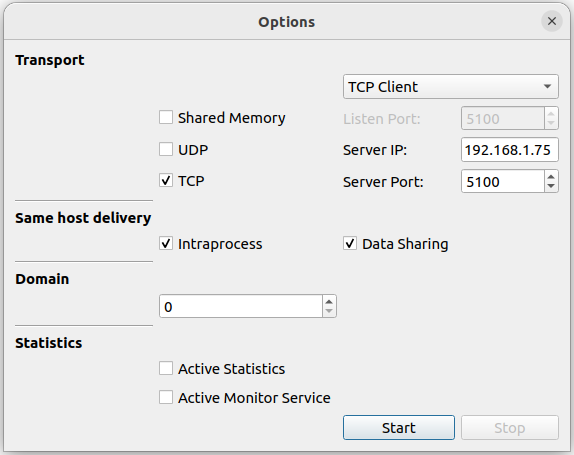 Options
Transport
TCP Client
Shared Memory Listen Port: 5100
UDP Server IP: 192.168.1.75
TCP Server Port: 5100
Same host delivery
Intraprocess Data Sharing
Domain
0
Statistics
Active Statistics
Active Monitor Service
Start Stop